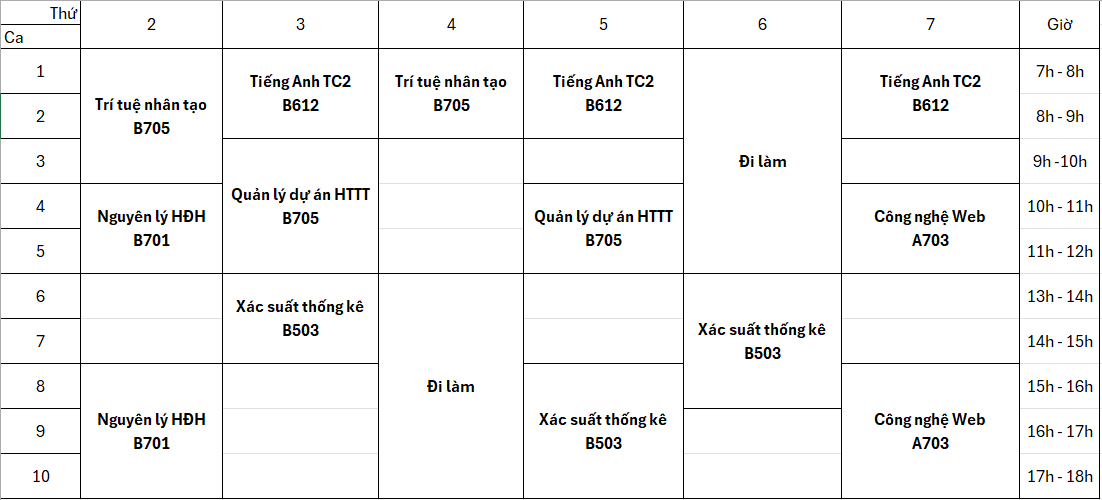 Thứ
Ca
2
3
4
5
6
7
Giờ
1
Trí tuệ nhân tạo
B705
Tiếng Anh TC2
B612
Trí tuệ nhân tạo
B705
Tiếng Anh TC2
B612
Đi làm
Tiếng Anh TC2
B612
7h - 8h
2
8h - 9h
3
Quản lý dự án HTTT
B705
9h -10h
4
Nguyên lý HĐH
B701
Quản lý dự án HTTT
B705
Công nghệ Web
A703
10h - 11h
5
11h - 12h
6
Xác suất thống kê
B503
Đi làm
Xác suất thống kê
B503
13h - 14h
7
14h - 15h
8
Nguyên lý HĐH
B701
Xác suất thống kê
B503
Công nghệ Web
A703
15h - 16h
9
16h - 17h
10
17h - 18h